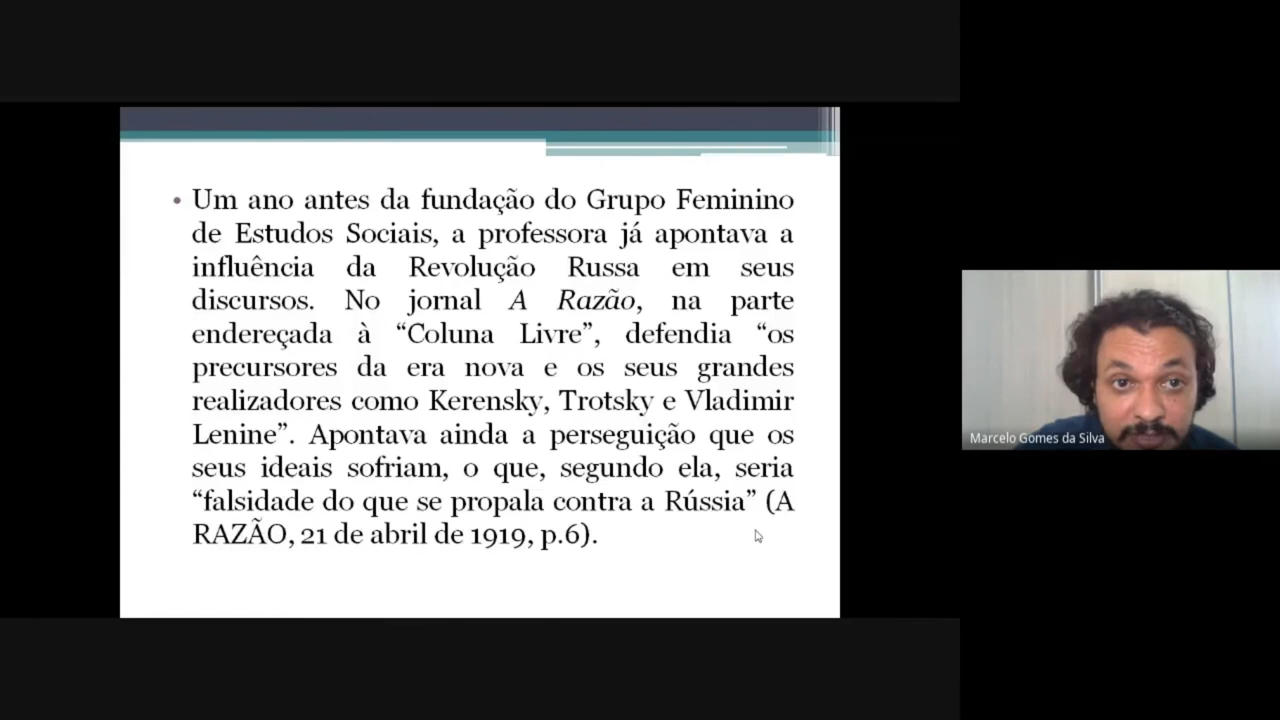 • Um ano antes da fundação do Grupo Feminino
de Estudos Sociais, a professora já apontava a
influência da Revolução Russa em seus
discursos. No jornal A Razão, na parte
endereçada à “Coluna Livre”, defendia “os
precursores da era nova e os seus grandes
realizadores como Kerensky, Trotsky e Vladimir
Lenine”. Apontava ainda a perseguição que os
seus ideais sofriam, o que, segundo ela, seria
“falsidade do que se propala contra a Rússia” (A
RAZÃO, 21 de abril de 1919, p.6).
Marcelo Gomes da Silva